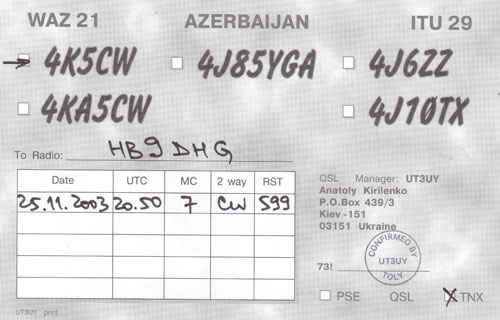 WAZ 21 AZERBAIJAN ITU 29
4K5CW 4J85YGA 4J6ZZ
4KA5CW 4J10TX
To Radio: HB9DHG
Date UTC MC 2 way RST
25.11.2003 20.50 7 CW 599
QSL Manager: UT3UY
Anatoly Kirilenko
P.O.Box 439/3
Kiev-151
03151 Ukraine
CONFIRMED BY
UT3UY
TOLY
73!
PSE QSL TNX
UT3UY print